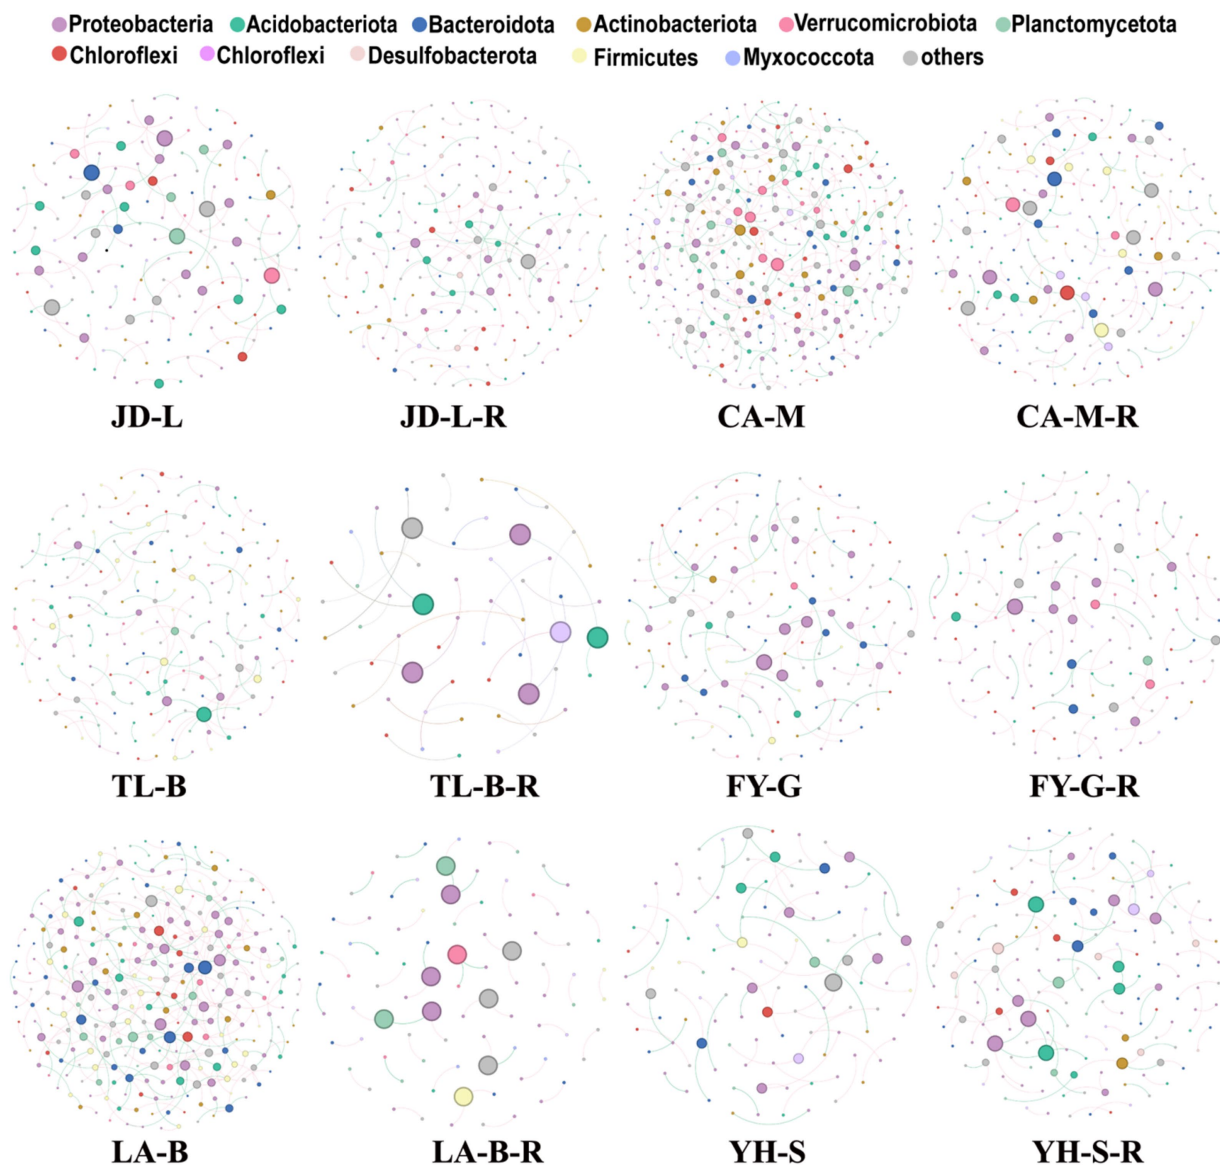 Proteobacteria Acidobacteriota Bacteroidota Actinobacteriota Verrucomicrobiota Planctomycetota
Chloroflexi Chloroflexi Desulfobacterota Firmicutes Myxococcota others
JD-L JD-L-R CA-M CA-M-R
TL-B TL-B-R FY-G FY-G-R
LA-B LA-B-R YH-S YH-S-R